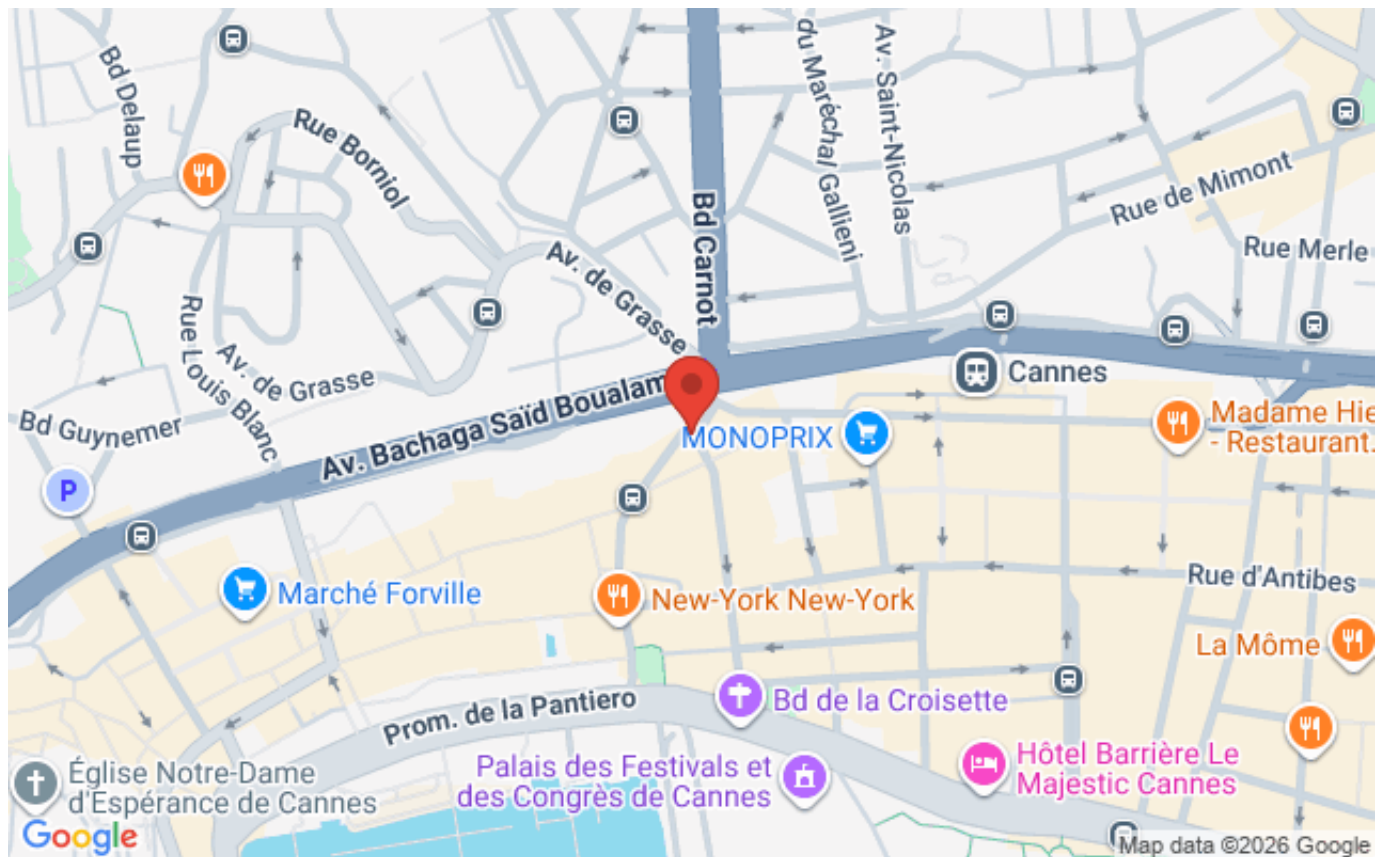 Bd Delaup
Rue Borniol
du Maréchal Gallieni
Av. Saint-Nicolas
Rue de Mimont
Bd Carnot
Rue Merle
Av. de Grasse
Rue Louis Blanc
Av. de Grasse
Cannes
Bd Guynemer
Av. Bachaga Saïd Boualam
MONOPRIX
Madame Hie
- Restaurant.
P
Marché Forville
New-York New-York
Rue d'Antibes
La Môme
Prom. de la Pantiero
Bd de la Croisette
Palais des Festivals et
des Congrès de Cannes
Hôtel Barrière Le
Majestic Cannes
Église Notre-Dame
d'Espérance de Cannes
Google
Map data ©2026 Google